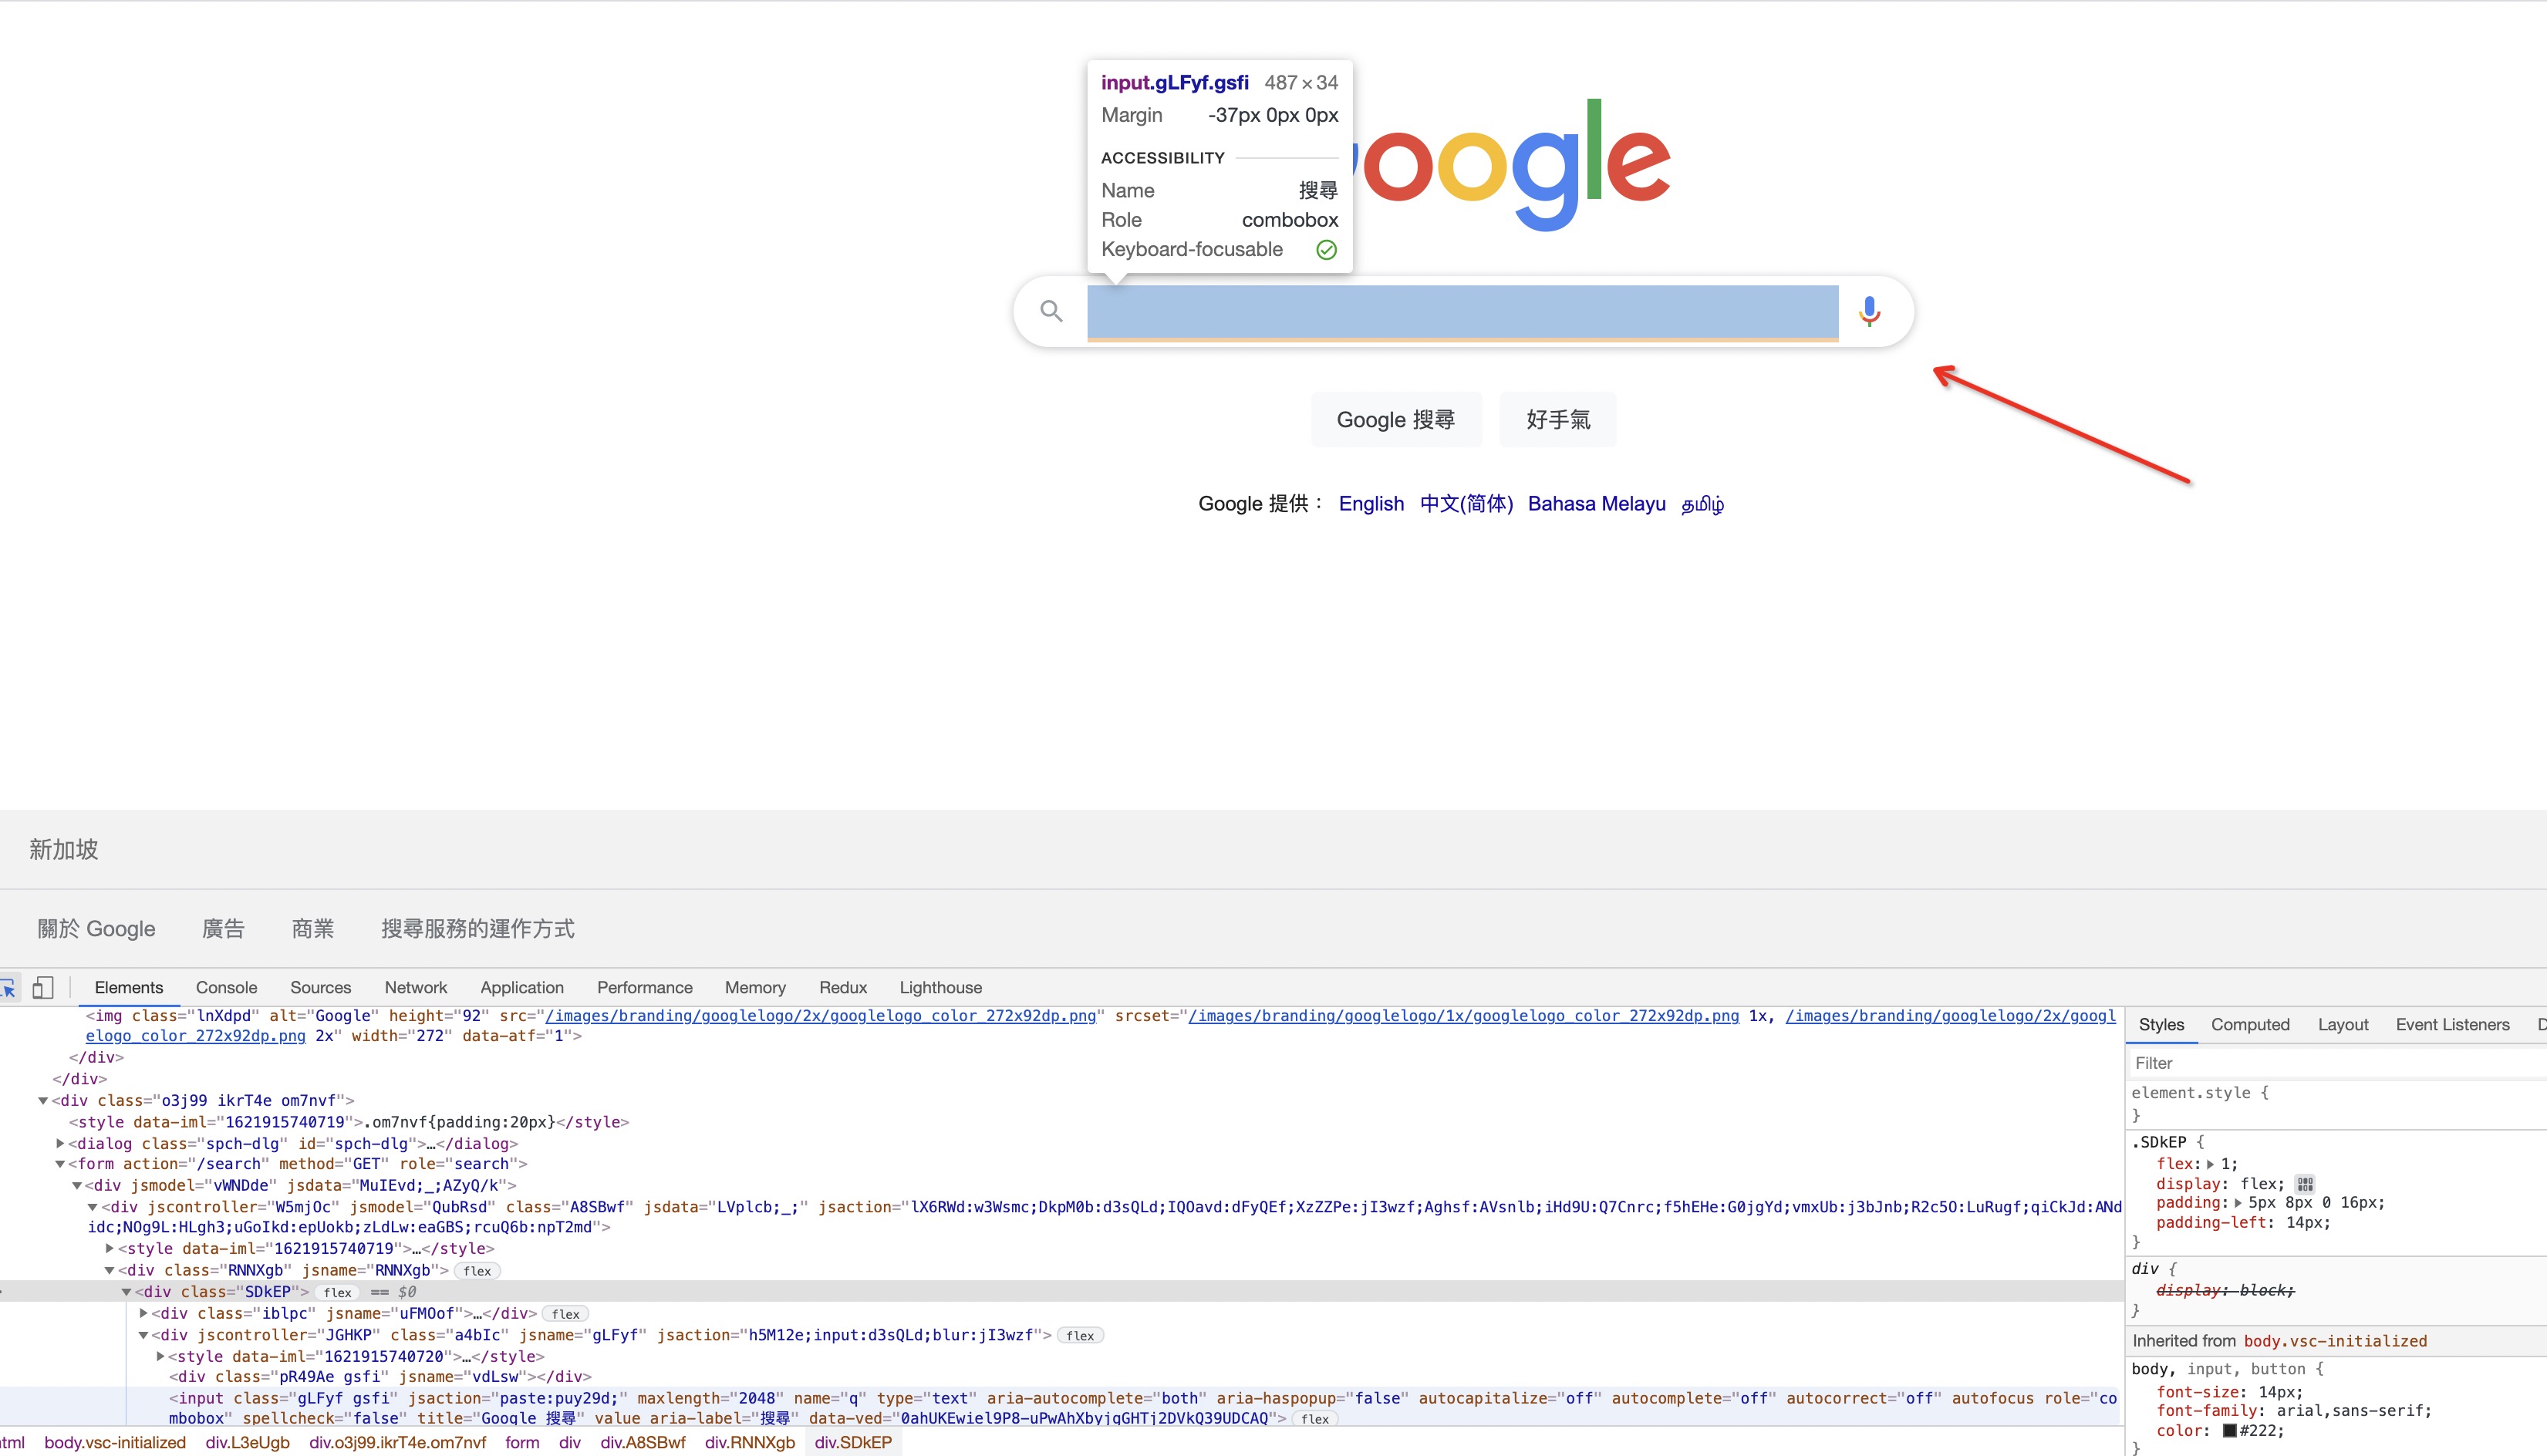 input.gLFyf.gsfi 487 × 34
Margin -37px 0px 0px
ACCESSIBILITY
Name 搜尋
Role combobox
Keyboard-focusable
oogle
Google 搜尋 好手氣
Google 提供： English 中文(简体) Bahasa Melayu தமிழ்
新加坡
關於 Google 廣告 商業 搜尋服務的運作方式
Elements Console Sources Network Application Performance Memory Redux Lighthouse
<img class="lnXdpd" alt="Google" height="92" src="/images/branding/googlelogo/2x/googlelogo_color_272x92dp.png" srcset="/images/branding/googlelogo/1x/googlelogo_color_272x92dp.png 1x, /images/branding/googlelogo/2x/googl
elogo_color_272x92dp.png 2x" width="272" data-atf="1">
</div>
</div>
<div class="o3j99 ikrT4e om7nvf">
<style data-iml="1621915740719">.om7nvf{padding:20px}</style>
<dialog class="spch-dlg" id="spch-dlg">…</dialog>
<form action="/search" method="GET" role="search">
<div jsmodel="vWNDde" jsdata="MuIEvd;_;AZyQ/k">
<div jscontroller="W5mjOc" jsmodel="QubRsd" class="A8SBwf" jsdata="LVplcb;_;" jsaction="lX6RWd:w3Wsmc;DkpM0b:d3sQLd;IQOavd:dFyQEf;XzZZPe:jI3wzf;Aghsf:AVsnlb;iHd9U:Q7Cnrc;f5hEHe:G0jgYd;vmxUb:j3bJnb;R2c5O:LuRugf;qiCkJd:ANd
idc;NOg9L:HLgh3;uGoIkd:epUokb;zLdLw:eaGBS;rcuQ6b:npT2md">
<style data-iml="1621915740719">…</style>
<div class="RNNXgb" jsname="RNNXgb"> flex
<div class="SDkEP"> flex == $0
<div class="iblpc" jsname="uFMOof">…</div> flex
<div jscontroller="JGHKP" class="a4bIc" jsname="gLFyf" jsaction="h5M12e;input:d3sQLd;blur:jI3wzf"> flex
<style data-iml="1621915740720">…</style>
<div class="pR49Ae gsfi" jsname="vdLsw"></div>
<input class="gLFyf gsfi" jsaction="paste:puy29d;" maxlength="2048" name="q" type="text" aria-autocomplete="both" aria-haspopup="false" autocapitalize="off" autocomplete="off" autocorrect="off" autofocus role="co
mbobox" spellcheck="false" title="Google 搜尋" value aria-label="搜尋" data-ved="0ahUKEwiel9P8-uPwAhXbyjgGHTj2DVkQ39UDCAQ"> flex
tml body.vsc-initialized div.L3eUgb div.o3j99.ikrT4e.om7nvf form div div.A8SBwf div.RNNXgb div.SDkEP
Styles Computed Layout Event Listeners D
Filter
element.style {
}
.SDkEP {
flex: 1;
display: flex;
padding: 5px 8px 0 16px;
padding-left: 14px;
}
div {
display: block;
}
Inherited from body.vsc-initialized
body, input, button {
font-size: 14px;
font-family: arial,sans-serif;
color: #222;
}